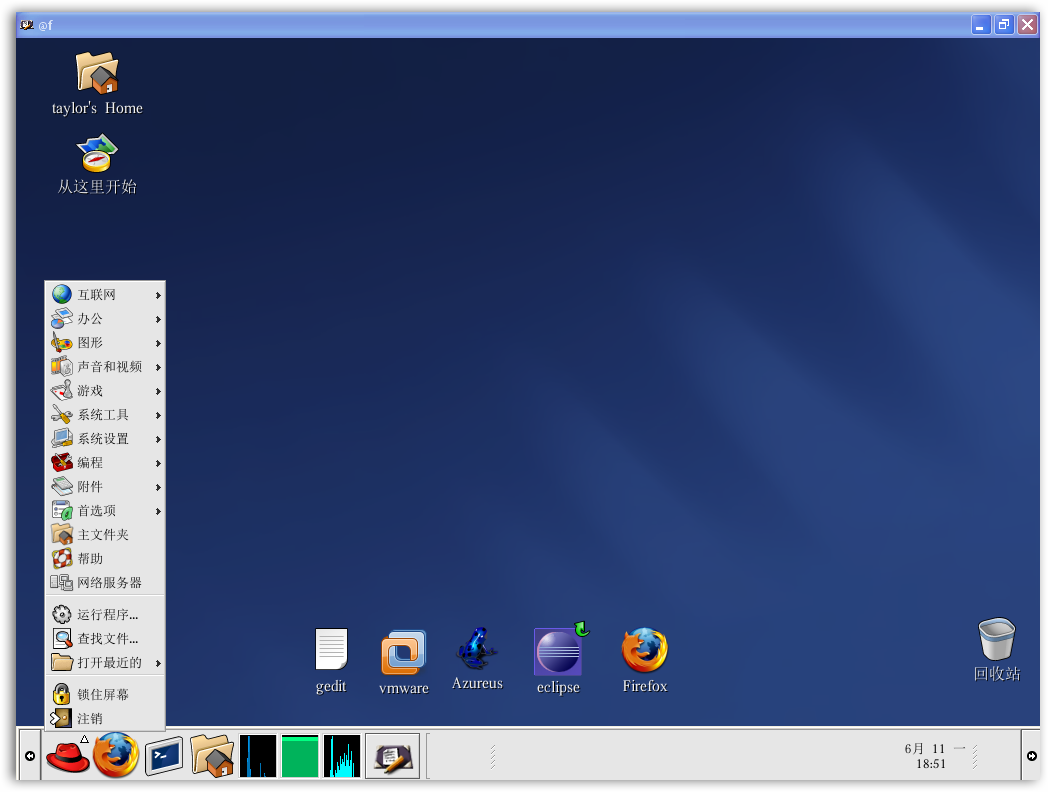 @f
taylor's Home
从这里开始
互联网
办公
图形
声音和视频
游戏
系统工具
系统设置
编程
附件
首选项
主文件夹
帮助
网络服务器
运行程序...
查找文件...
打开最近的
锁住屏幕
注销
gedit
vmware
Azureus
eclipse
Firefox
回收站
6月 11 一
18:51